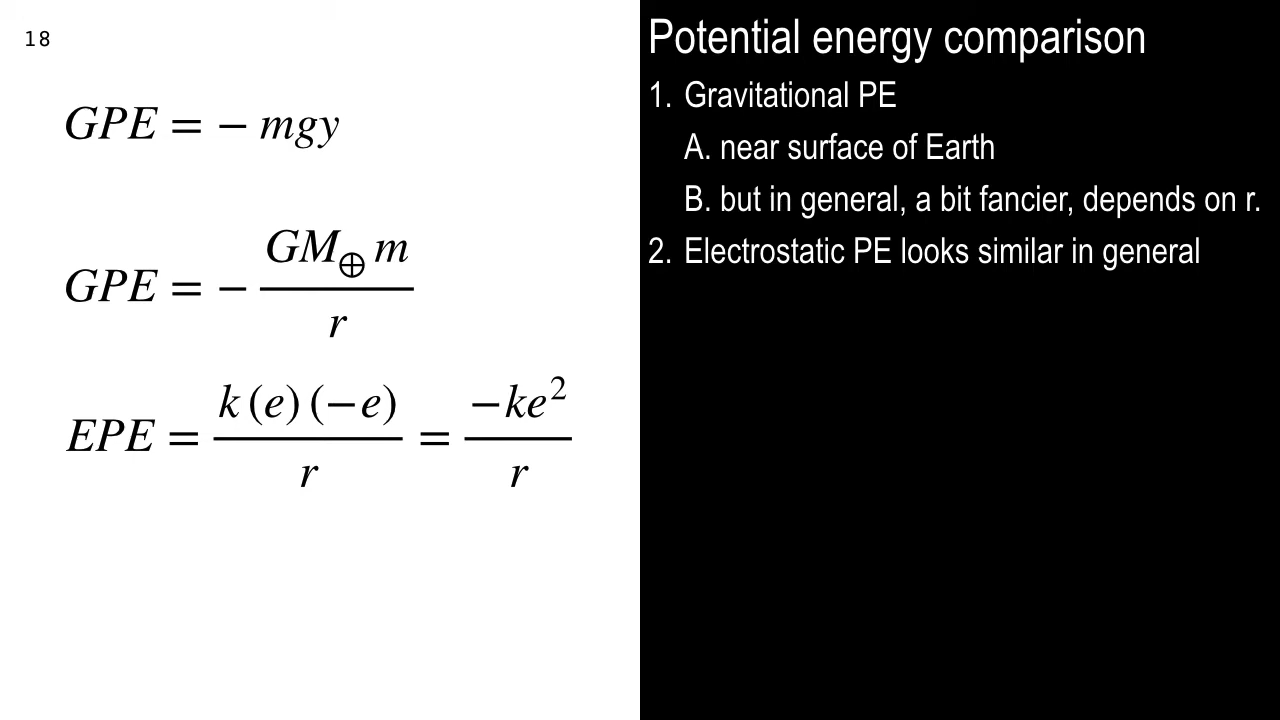 18
GPE = − mgy
GPE = − GM⊕ m / r
EPE = k (e) (−e) / r = −ke² / r
Potential energy comparison
1. Gravitational PE
A. near surface of Earth
B. but in general, a bit fancier, depends on r.
2. Electrostatic PE looks similar in general